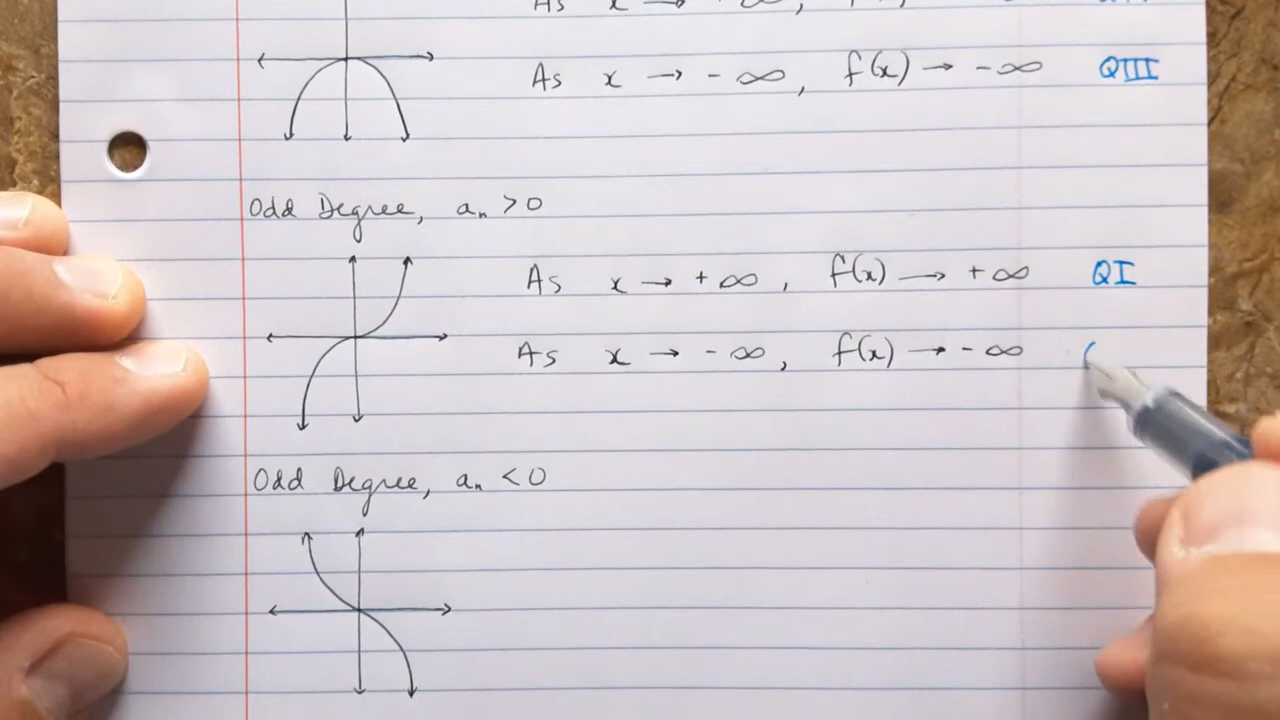 As x → - ∞, f(x) → - ∞ QIII
Odd Degree, aₙ > 0
As x → + ∞, f(x) → + ∞ QI
As x → - ∞, f(x) → - ∞
Odd Degree, aₙ < 0